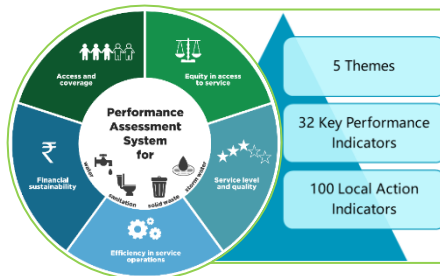 Access and
coverage
Equity in access
to service
Performance
Assessment
System
for
water
sanitation
solid waste
storm water
₹
Financial
sustainability
Service level
and quality
Efficiency in service
operations
5 Themes
32 Key Performance
Indicators
100 Local Action
Indicators